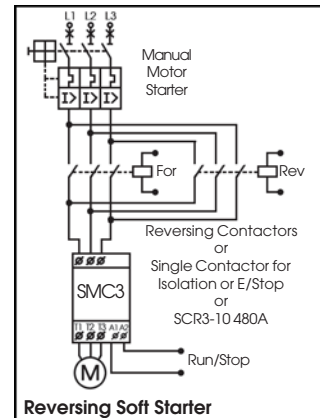 L1 L2 L3
Manual
Motor
Starter
I> I> I>
For
Rev
Reversing Contactors
or
Single Contactor for
Isolation or E/Stop
or
SCR3-10 480A
SMC3
T1 T2 T3 A1 A2
Run/Stop
M
Reversing Soft Starter